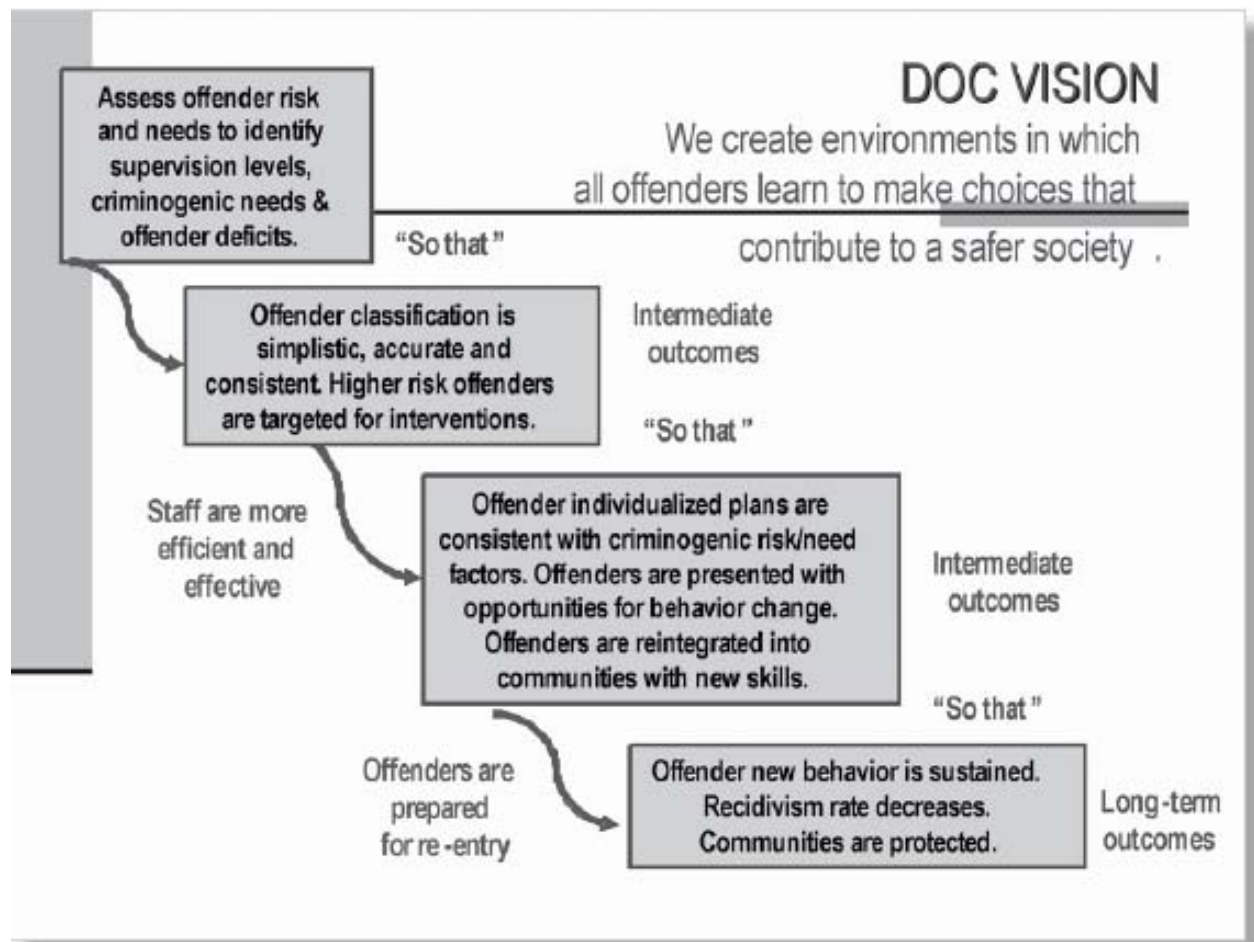 DOC VISION
We create environments in which
all offenders learn to make choices that
contribute to a safer society .
Assess offender risk
and needs to identify
supervision levels,
criminogenic needs &
offender deficits.
“So that”
Offender classification is
simplistic, accurate and
consistent. Higher risk offenders
are targeted for interventions.
Intermediate
outcomes
“So that”
Staff are more
efficient and
effective
Offender individualized plans are
consistent with criminogenic risk/need
factors. Offenders are presented with
opportunities for behavior change.
Offenders are reintegrated into
communities with new skills.
Intermediate
outcomes
“So that”
Offenders are
prepared
for re-entry
Offender new behavior is sustained.
Recidivism rate decreases.
Communities are protected.
Long-term
outcomes